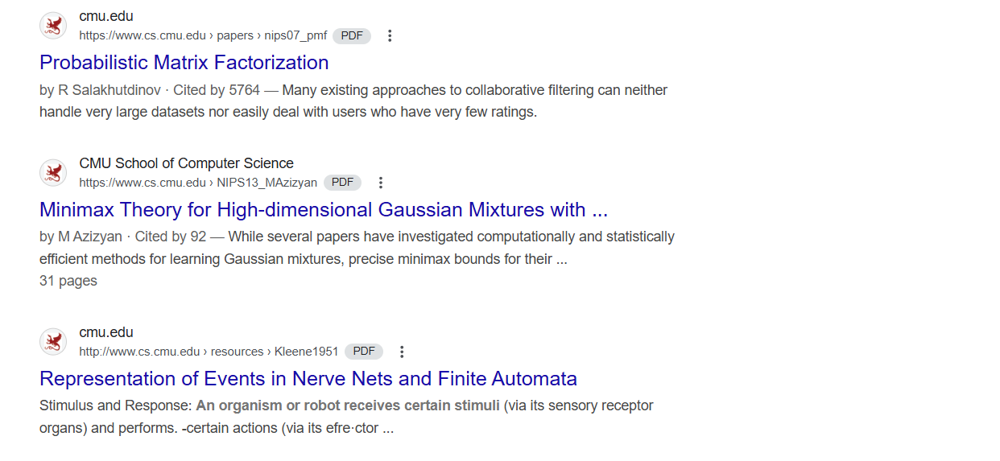 cmu.edu
https://www.cs.cmu.edu › papers › nips07_pmf PDF
Probabilistic Matrix Factorization
by R Salakhutdinov · Cited by 5764 — Many existing approaches to collaborative filtering can neither
handle very large datasets nor easily deal with users who have very few ratings.
CMU School of Computer Science
https://www.cs.cmu.edu › NIPS13_MAzizyan PDF
Minimax Theory for High-dimensional Gaussian Mixtures with ...
by M Azizyan · Cited by 92 — While several papers have investigated computationally and statistically
efficient methods for learning Gaussian mixtures, precise minimax bounds for their ...
31 pages
cmu.edu
http://www.cs.cmu.edu › resources › Kleene1951 PDF
Representation of Events in Nerve Nets and Finite Automata
Stimulus and Response: An organism or robot receives certain stimuli (via its sensory receptor
organs) and performs. -certain actions (via its efre·ctor ...